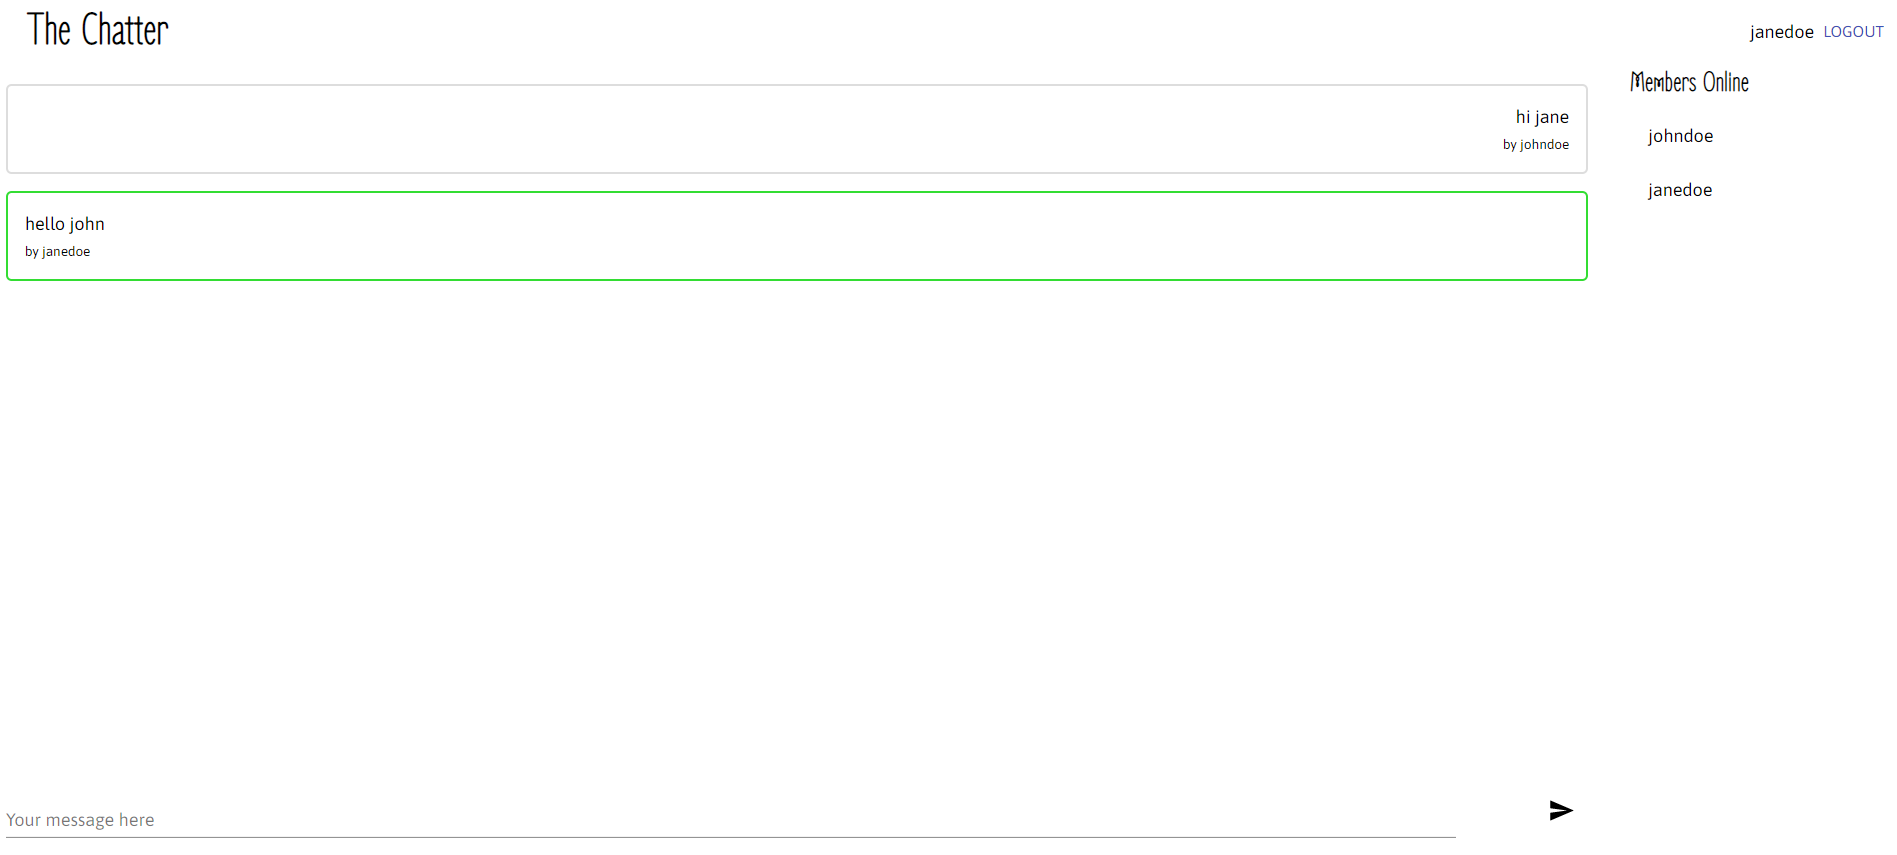 The Chatter
janedoe LOGOUT
Members Online
johndoe
janedoe
hi jane
by johndoe
hello john
by janedoe
Your message here